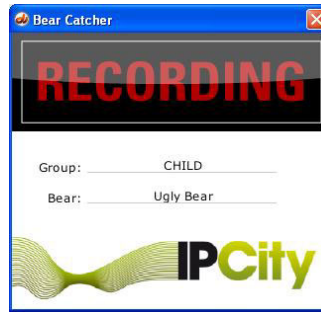 Bear Catcher
RECORDING
Group: CHILD
Bear: Ugly Bear
IPCity